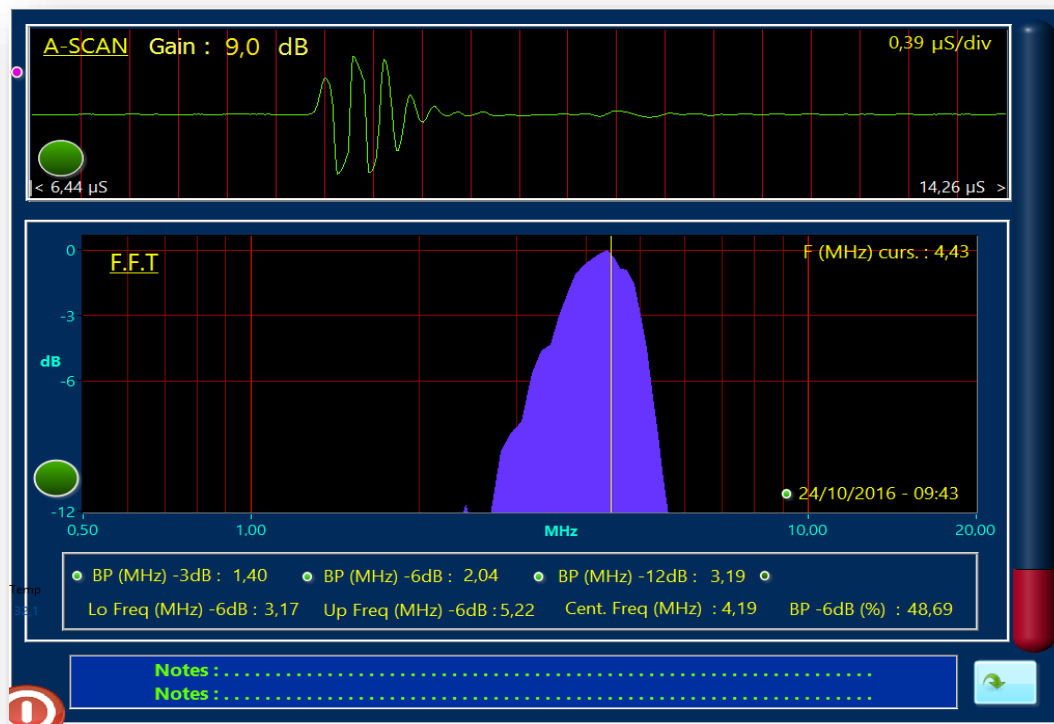 A-SCAN Gain : 9,0 dB 0,39 µS/div
|< 6,44 µS 14,26 µS >
F.F.T F (MHz) curs. : 4,43
0
-3
dB
-6
24/10/2016 - 09:43
-12
0.50 1.00 MHz 10,00 20,00
BP (MHz) -3dB : 1,40 BP (MHz) -6dB : 2,04 BP (MHz) -12dB : 3,19
Temp
Lo Freq (MHz) -6dB : 3,17 Up Freq (MHz) -6dB : 5,22 Cent. Freq (MHz) : 4,19 BP -6dB (%) : 48,69
Notes : . . . . . . . . . . . . . . . . . . . . . . . . . . . . . . . . . . . . . . . . . . . . . . . . . . . . . . . . . . . .
Notes : . . . . . . . . . . . . . . . . . . . . . . . . . . . . . . . . . . . . . . . . . . . . . . . . . . . . . . . . . . . .